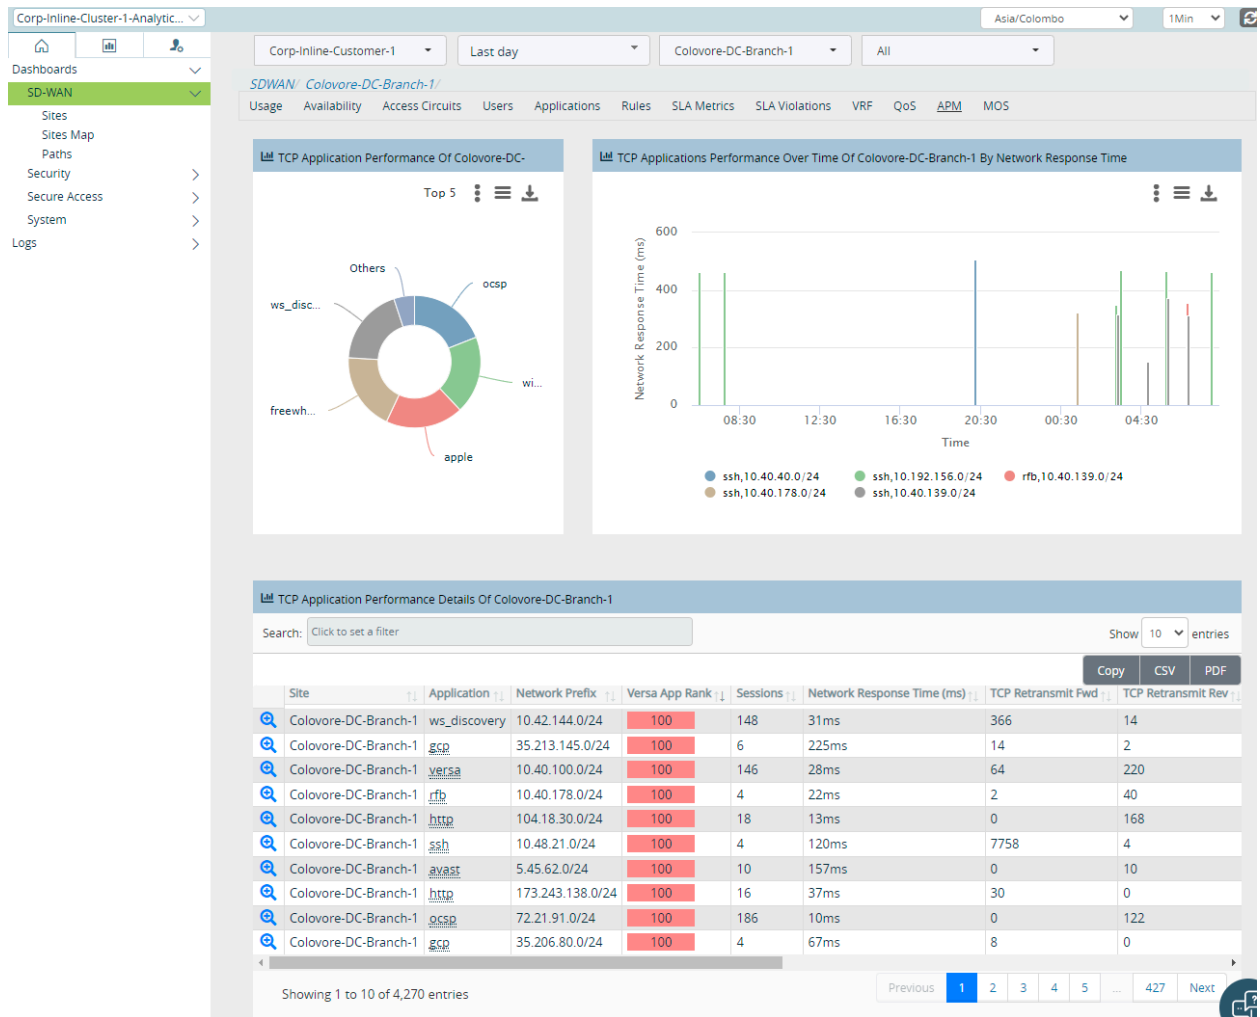 Corp-Inline-Cluster-1-Analytic...
Asia/Colombo
1Min
Dashboards
SD-WAN
Sites
Sites Map
Paths
Security
Secure Access
System
Logs
Corp-Inline-Customer-1
Last day
Colovore-DC-Branch-1
All
SDWAN/ Colovore-DC-Branch-1/
Usage Availability Access Circuits Users Applications Rules SLA Metrics SLA Violations VRF QoS APM MOS
TCP Application Performance Of Colovore-DC-
Top 5
Others
ocsp
ws_disc...
wi...
freewh...
apple
TCP Applications Performance Over Time Of Colovore-DC-Branch-1 By Network Response Time
Network Response Time (ms)
600
400
200
0
08:30 12:30 16:30 20:30 00:30 04:30
Time
ssh,10.40.40.0/24 ssh,10.192.156.0/24 rfb,10.40.139.0/24
ssh,10.40.178.0/24 ssh,10.40.139.0/24
TCP Application Performance Details Of Colovore-DC-Branch-1
Search: Click to set a filter
Show 10 entries
Copy CSV PDF
Site Application Network Prefix Versa App Rank Sessions Network Response Time (ms) TCP Retransmit Fwd TCP Retransmit Rev
Colovore-DC-Branch-1 ws_discovery 10.42.144.0/24 100 148 31ms 366 14
Colovore-DC-Branch-1 gcp 35.213.145.0/24 100 6 225ms 14 2
Colovore-DC-Branch-1 versa 10.40.100.0/24 100 146 28ms 64 220
Colovore-DC-Branch-1 rfb 10.40.178.0/24 100 4 22ms 2 40
Colovore-DC-Branch-1 http 104.18.30.0/24 100 18 13ms 0 168
Colovore-DC-Branch-1 ssh 10.48.21.0/24 100 4 120ms 7758 4
Colovore-DC-Branch-1 avast 5.45.62.0/24 100 10 157ms 0 10
Colovore-DC-Branch-1 http 173.243.138.0/24 100 16 37ms 30 0
Colovore-DC-Branch-1 ocsp 72.21.91.0/24 100 186 10ms 0 122
Colovore-DC-Branch-1 gcp 35.206.80.0/24 100 4 67ms 8 0
Showing 1 to 10 of 4,270 entries
Previous 1 2 3 4 5 ... 427 Next